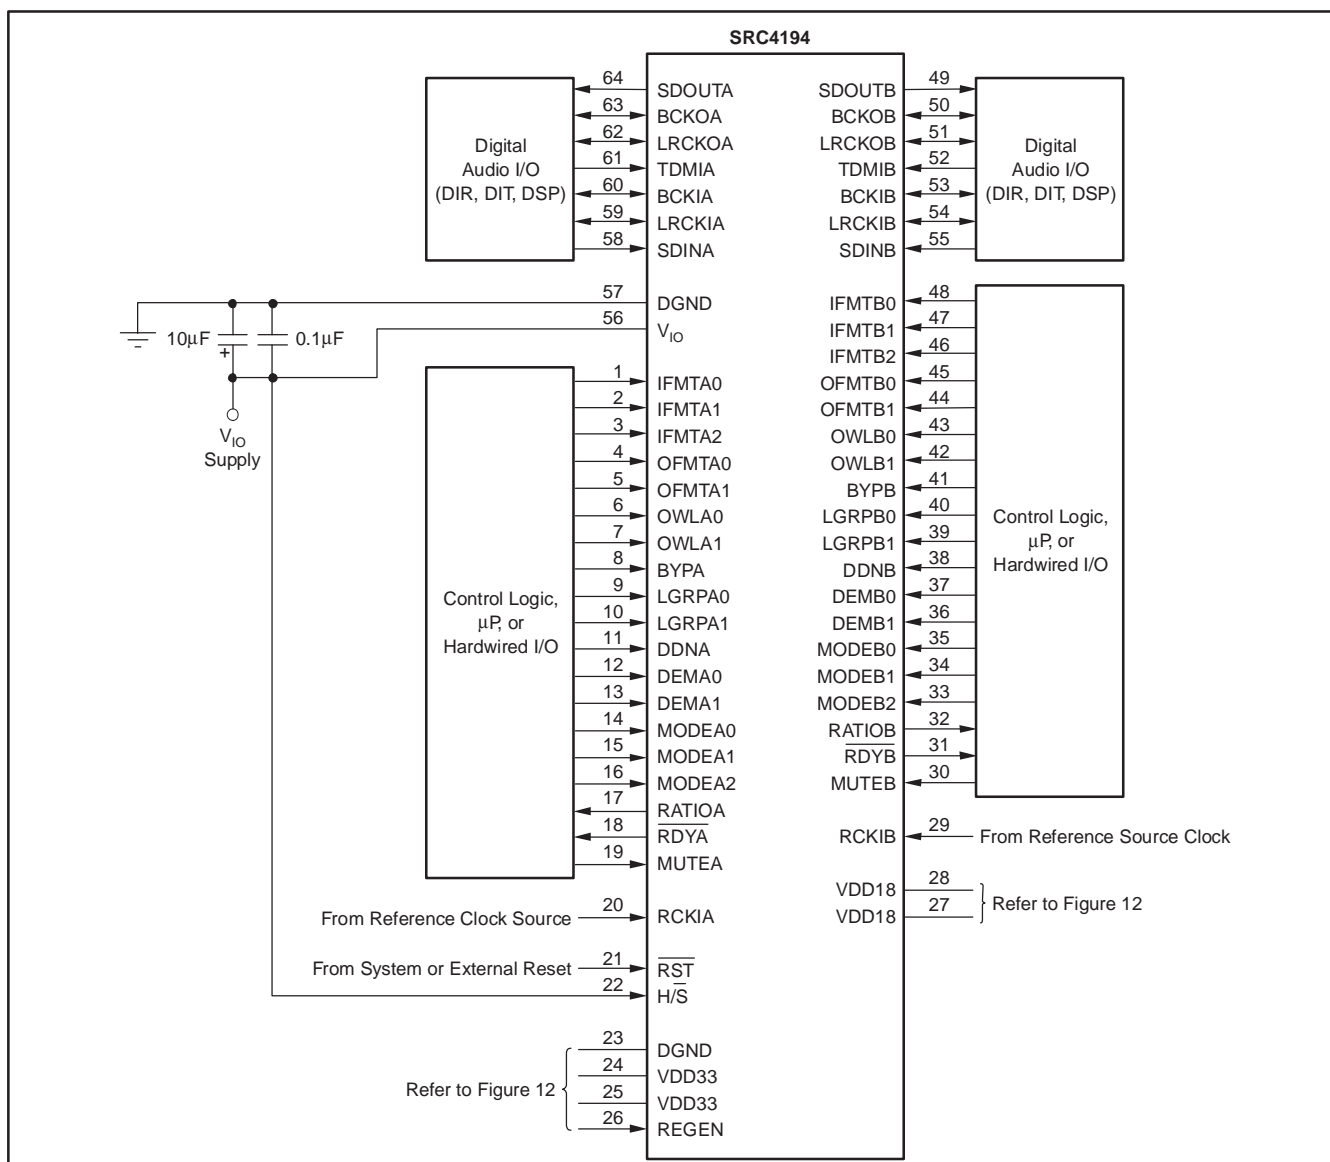 SRC4194
Digital
Audio I/O
(DIR, DIT, DSP)
64 SDOUTA
63 BCKOA
62 LRCKOA
61 TDMIA
60 BCKIA
59 LRCKIA
58 SDINA
57 DGND
56 VIO
10µF
+
0.1µF
VIO
Supply
Control Logic,
µP, or
Hardwired I/O
1 IFMTA0
2 IFMTA1
3 IFMTA2
4 OFMTA0
5 OFMTA1
6 OWLA0
7 OWLA1
8 BYPA
9 LGRPA0
10 LGRPA1
11 DDNA
12 DEMA0
13 DEMA1
14 MODEA0
15 MODEA1
16 MODEA2
17 RATIOA
18 RDYA
19 MUTEA
From Reference Clock Source 20 RCKIA
From System or External Reset 21 RST
22 H/S
Refer to Figure 12
23 DGND
24 VDD33
25 VDD33
26 REGEN
SDOUTB 49
BCKOB 50
LRCKOB 51
TDMIB 52
BCKIB 53
LRCKIB 54
SDINB 55
Digital
Audio I/O
(DIR, DIT, DSP)
IFMTB0 48
IFMTB1 47
IFMTB2 46
OFMTB0 45
OFMTB1 44
OWLB0 43
OWLB1 42
BYPB 41
LGRPB0 40
LGRPB1 39
DDNB 38
DEMB0 37
DEMB1 36
MODEB0 35
MODEB1 34
MODEB2 33
RATIOB 32
RDYB 31
MUTEB 30
Control Logic,
µP, or
Hardwired I/O
RCKIB 29 From Reference Source Clock
VDD18 28
VDD18 27
Refer to Figure 12